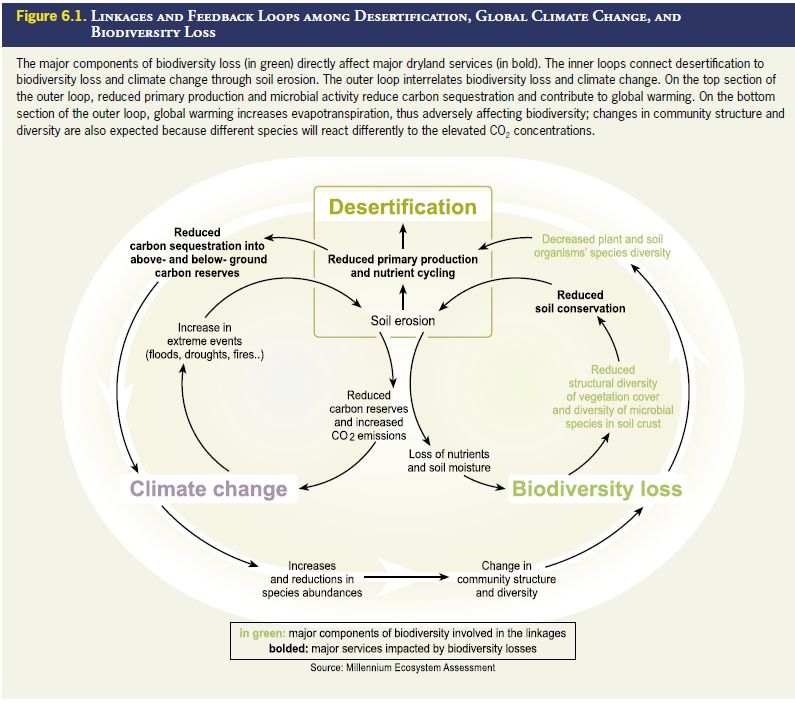 Figure 6.1. Linkages and Feedback Loops among Desertification, Global Climate Change, and
Biodiversity Loss
The major components of biodiversity loss (in green) directly affect major dryland services (in bold). The inner loops connect desertification to
biodiversity loss and climate change through soil erosion. The outer loop interrelates biodiversity loss and climate change. On the top section of
the outer loop, reduced primary production and microbial activity reduce carbon sequestration and contribute to global warming. On the bottom
section of the outer loop, global warming increases evapotranspiration, thus adversely affecting biodiversity; changes in community structure and
diversity are also expected because different species will react differently to the elevated CO2 concentrations.
Desertification
Reduced
carbon sequestration into
above- and below- ground
carbon reserves
Reduced primary production
and nutrient cycling
Decreased plant and soil
organisms' species diversity
Soil erosion
Reduced
soil conservation
Increase in
extreme events
(floods, droughts, fires..)
Reduced
carbon reserves
and increased
CO2 emissions
Reduced
structural diversity
of vegetation cover
and diversity of microbial
species in soil crust
Loss of nutrients
and soil moisture
Climate change
Biodiversity loss
Increases
and reductions in
species abundances
Change in
community structure
and diversity
in green: major components of biodiversity involved in the linkages
bolded: major services impacted by biodiversity losses
Source: Millennium Ecosystem Assessment